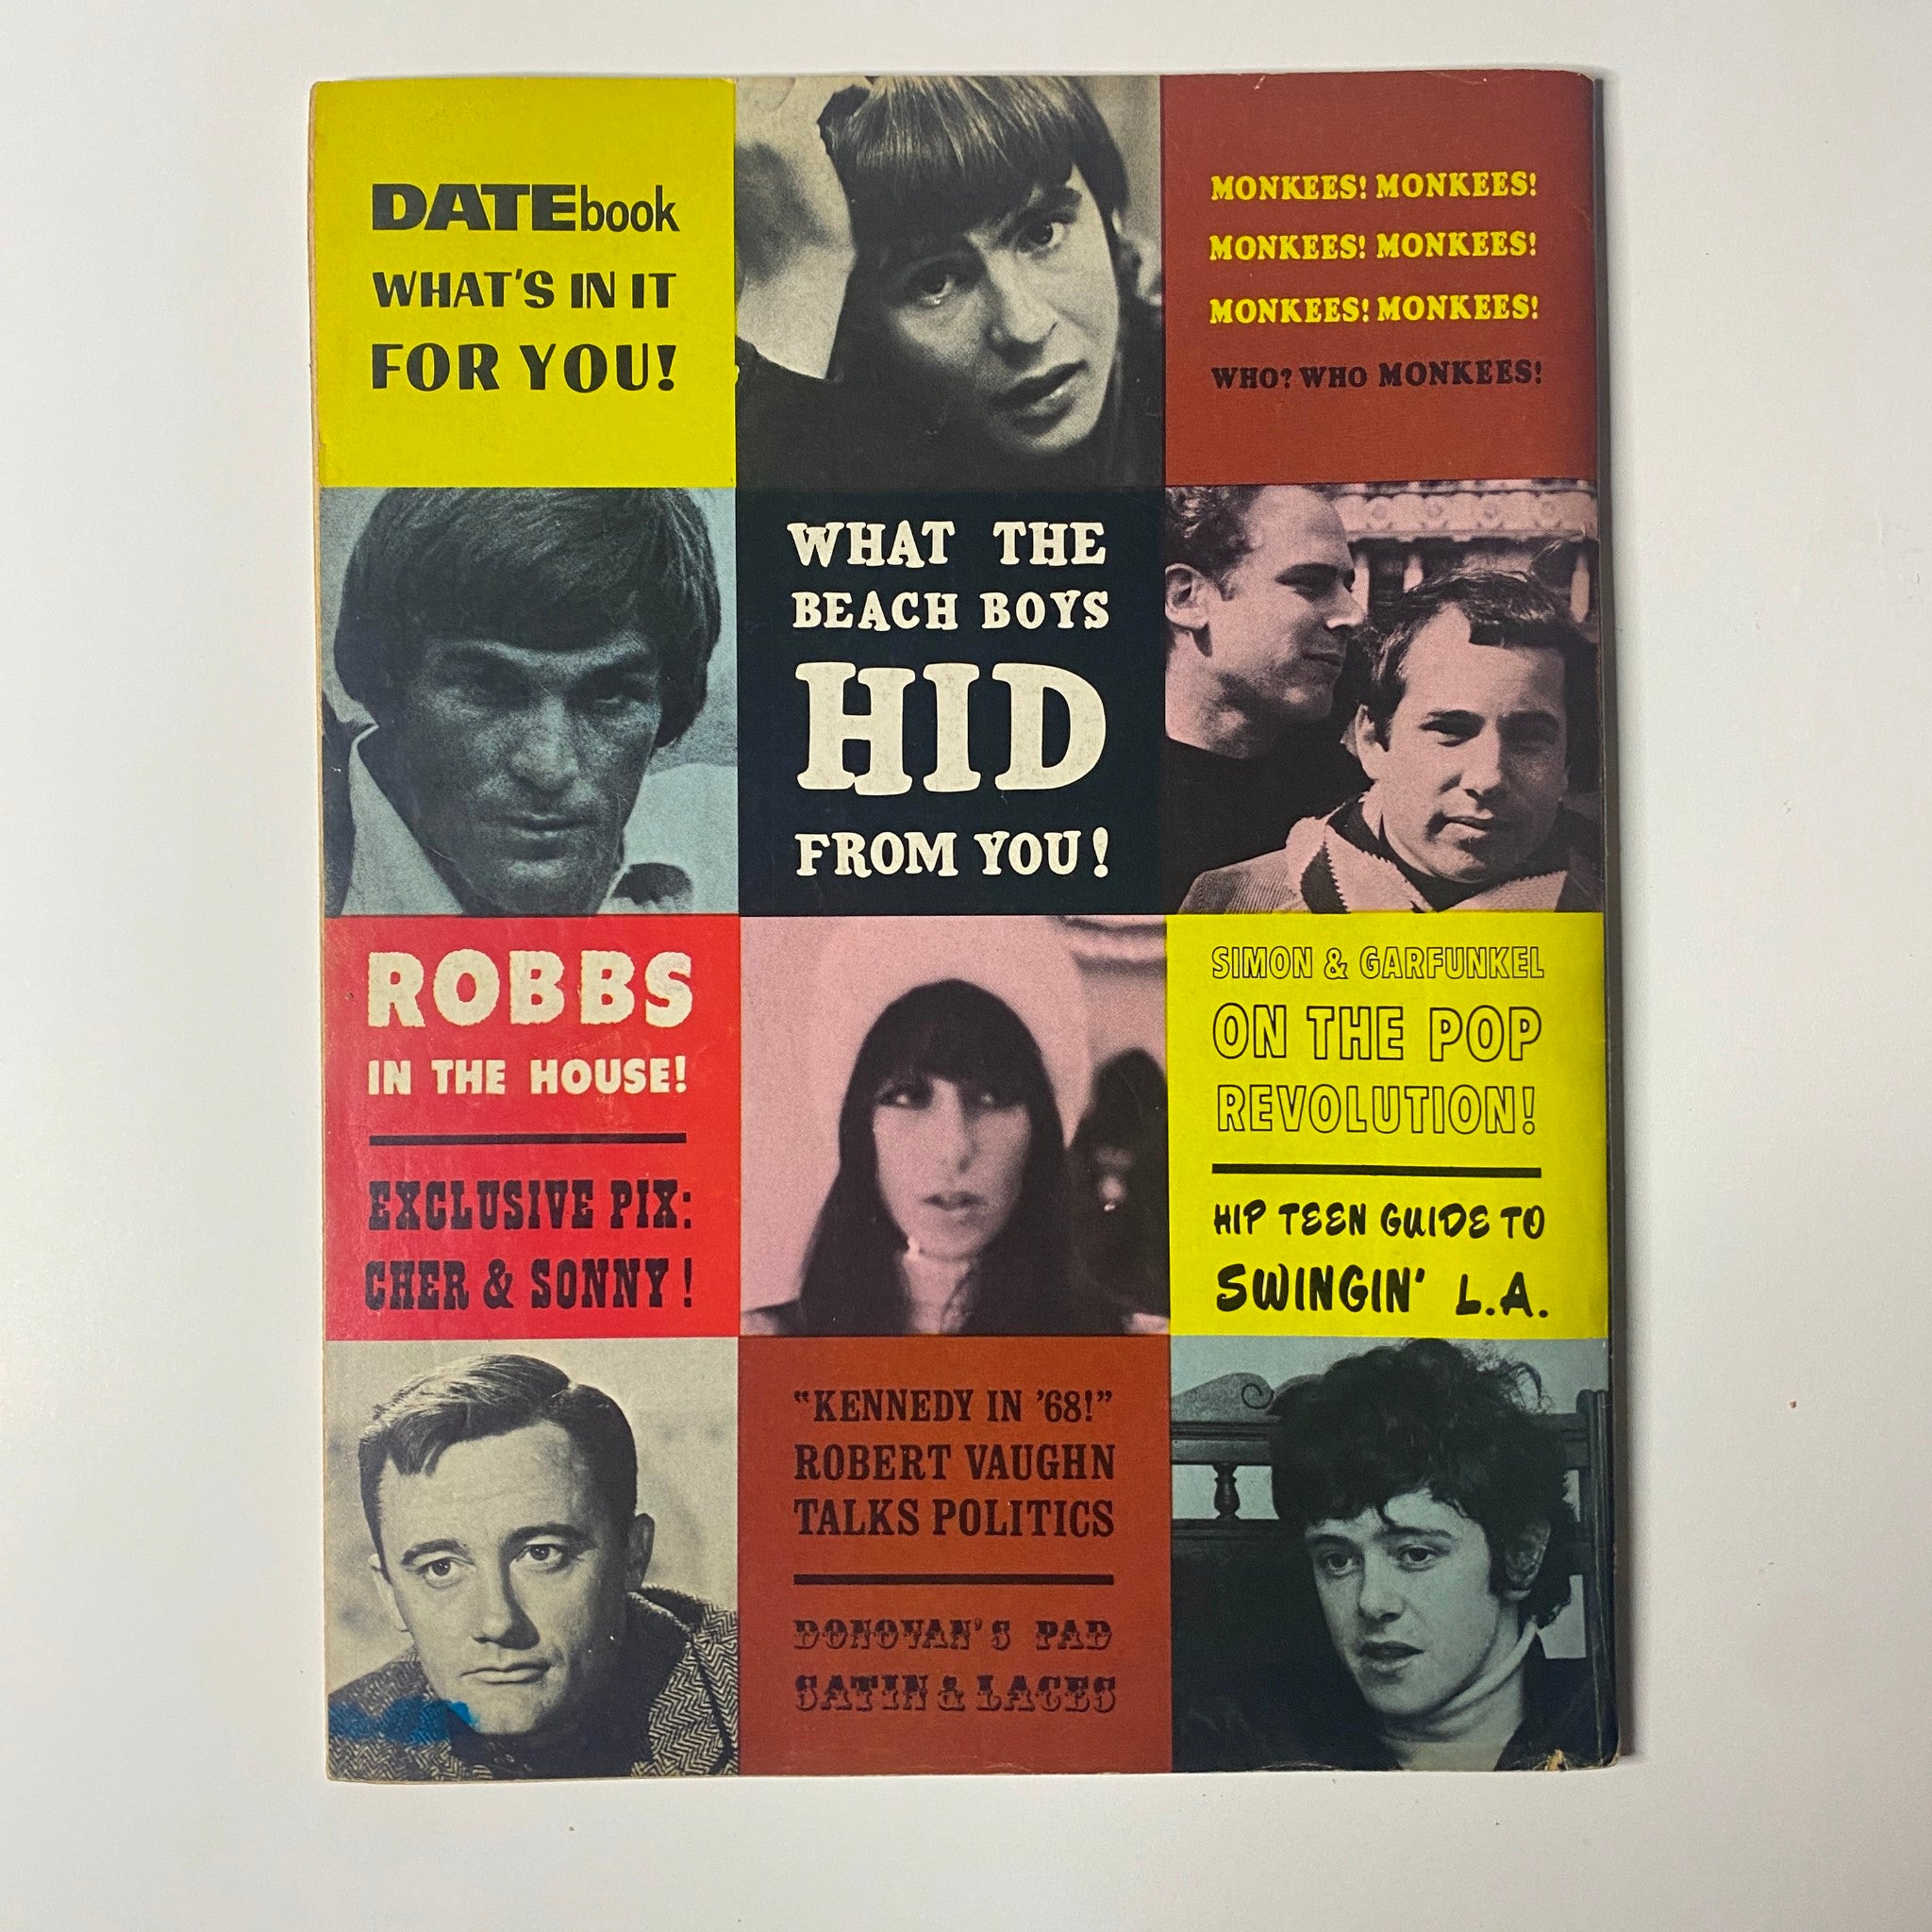 DATEbook
WHAT'S IN IT
FOR YOU!
MONKEES! MONKEES!
MONKEES! MONKEES!
MONKEES! MONKEES!
WHO? WHO MONKEES!
WHAT THE
BEACH BOYS
HID
FROM YOU!
ROBBS
IN THE HOUSE!
EXCLUSIVE PIX:
CHER & SONNY!
SIMON & GARFUNKEL
ON THE POP
REVOLUTION!
HIP TEEN GUIDE TO
SWINGIN' L.A.
"KENNEDY IN '68!"
ROBERT VAUGHN
TALKS POLITICS
DONOVAN'S PAD
SATIN & LACES